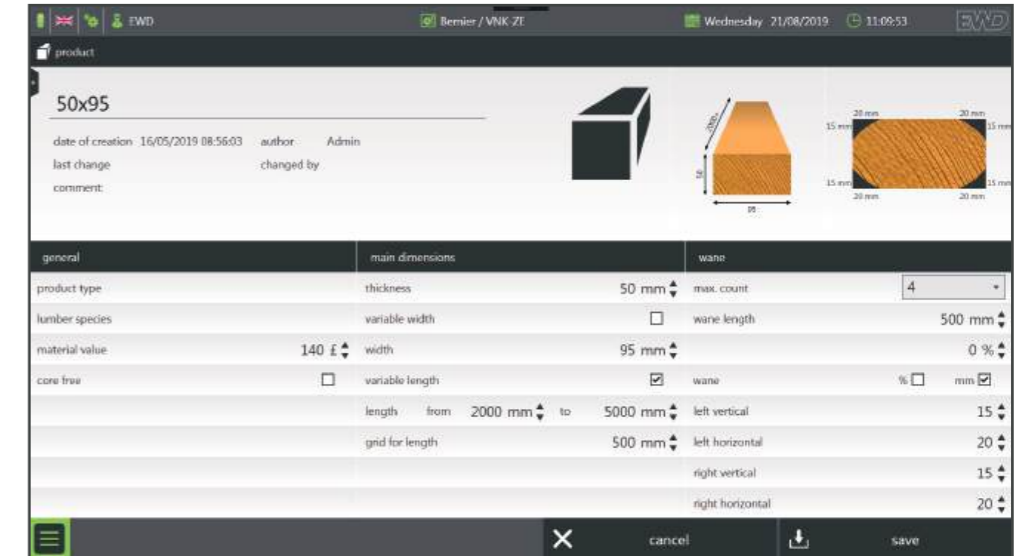 EWD Bernier / VNK-ZE Wednesday 21/08/2019 11:09:53 EWD
product
50x95
date of creation 16/05/2019 08:56:03 author Admin
last change changed by
comment:
2000+
50
95
20 mm 20 mm
15 mm 15 mm
15 mm 15 mm
20 mm 20 mm
general main dimensions wane
product type thickness 50 mm max. count 4
lumber species variable width wane length 500 mm
material value 140 £ width 95 mm 0 %
core free variable length wane % mm
length from 2000 mm to 5000 mm left vertical 15
grid for length 500 mm left horizontal 20
right vertical 15
right horizontal 20
cancel save